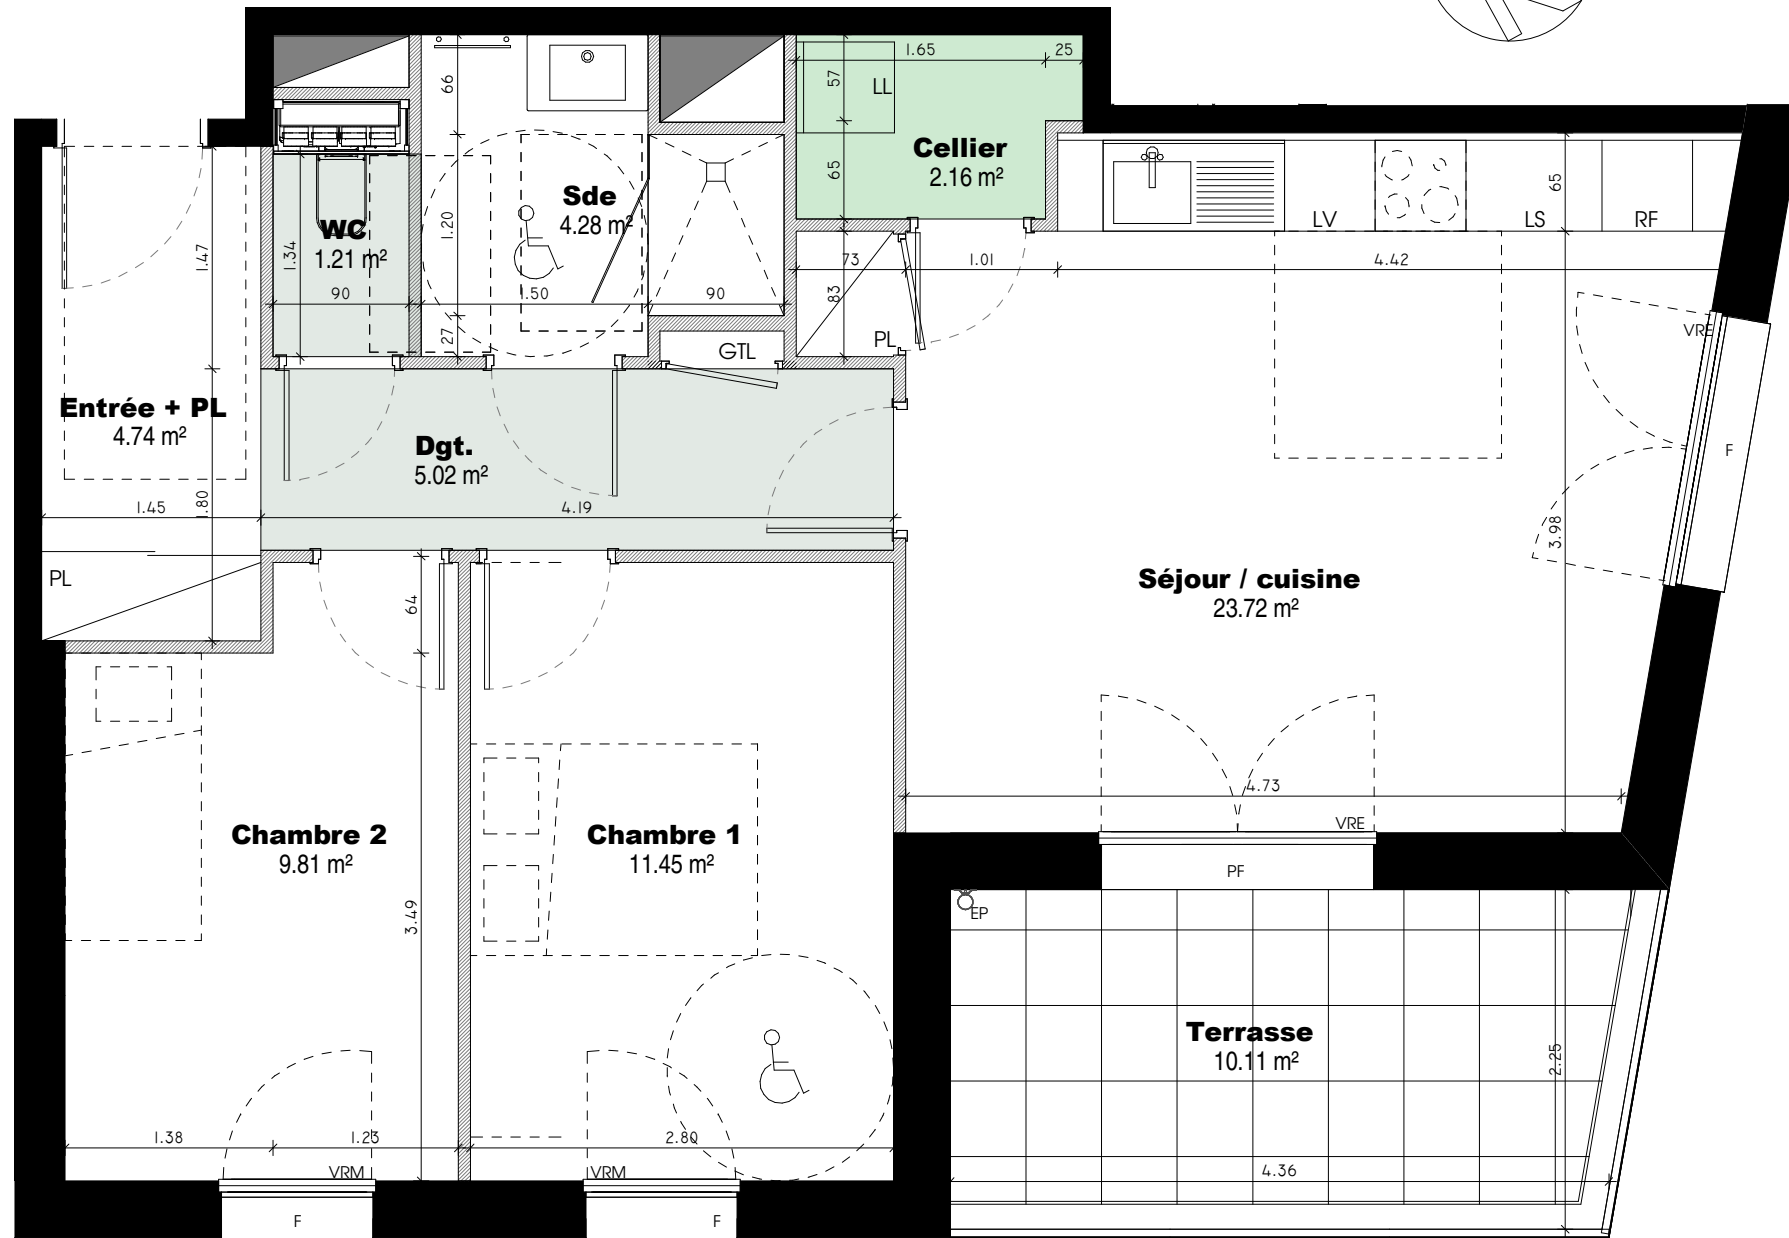 1.65
25
57
LL
66
Cellier
2.16 m²
65
65
Sde
4.28 m²
WC
1.21 m²
1.20
1.34
1.47
LV
LS
RF
73
1.01
4.42
90
1.50
90
83
27
GTL
PL
VRE
Entrée + PL
4.74 m²
Dgt.
5.02 m²
F
1.45
1.80
4.19
3.98
PL
64
Séjour / cuisine
23.72 m²
4.73
VRE
Chambre 2
9.81 m²
Chambre 1
11.45 m²
PF
3.49
EP
Terrasse
10.11 m²
2.25
1.38
1.23
2.80
VRM
VRM
4.36
F
F